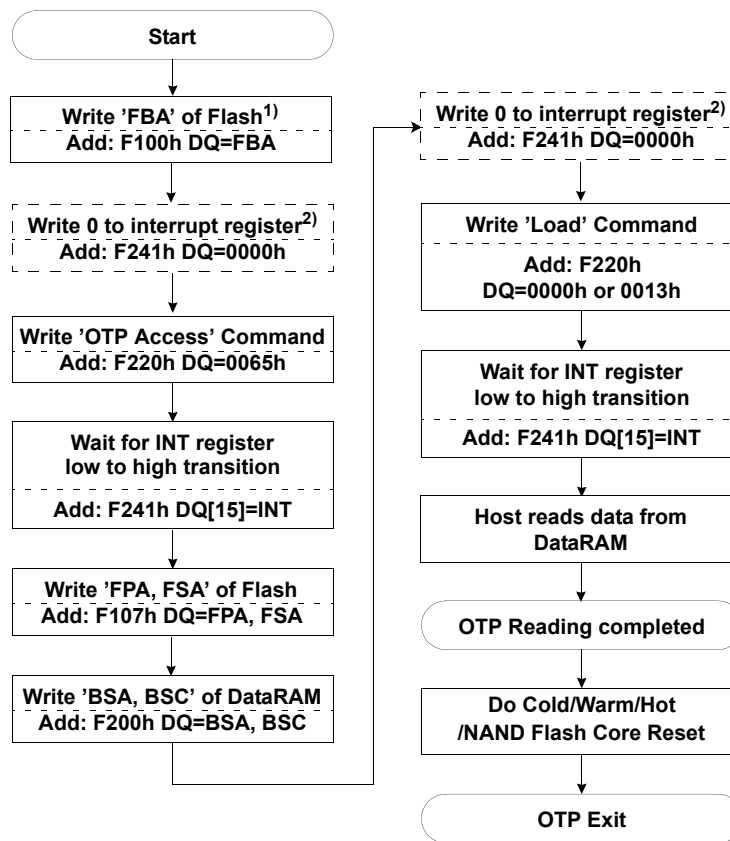 Start
Write ’FBA’ of Flash1)
Add: F100h DQ=FBA
Write 0 to interrupt register2)
Add: F241h DQ=0000h
Write ’OTP Access’ Command
Add: F220h DQ=0065h
Wait for INT register
low to high transition
Add: F241h DQ[15]=INT
Write ’FPA, FSA’ of Flash
Add: F107h DQ=FPA, FSA
Write ’BSA, BSC’ of DataRAM
Add: F200h DQ=BSA, BSC
Write 0 to interrupt register2)
Add: F241h DQ=0000h
Write ’Load’ Command
Add: F220h
DQ=0000h or 0013h
Wait for INT register
low to high transition
Add: F241h DQ[15]=INT
Host reads data from
DataRAM
OTP Reading completed
Do Cold/Warm/Hot
/NAND Flash Core Reset
OTP Exit